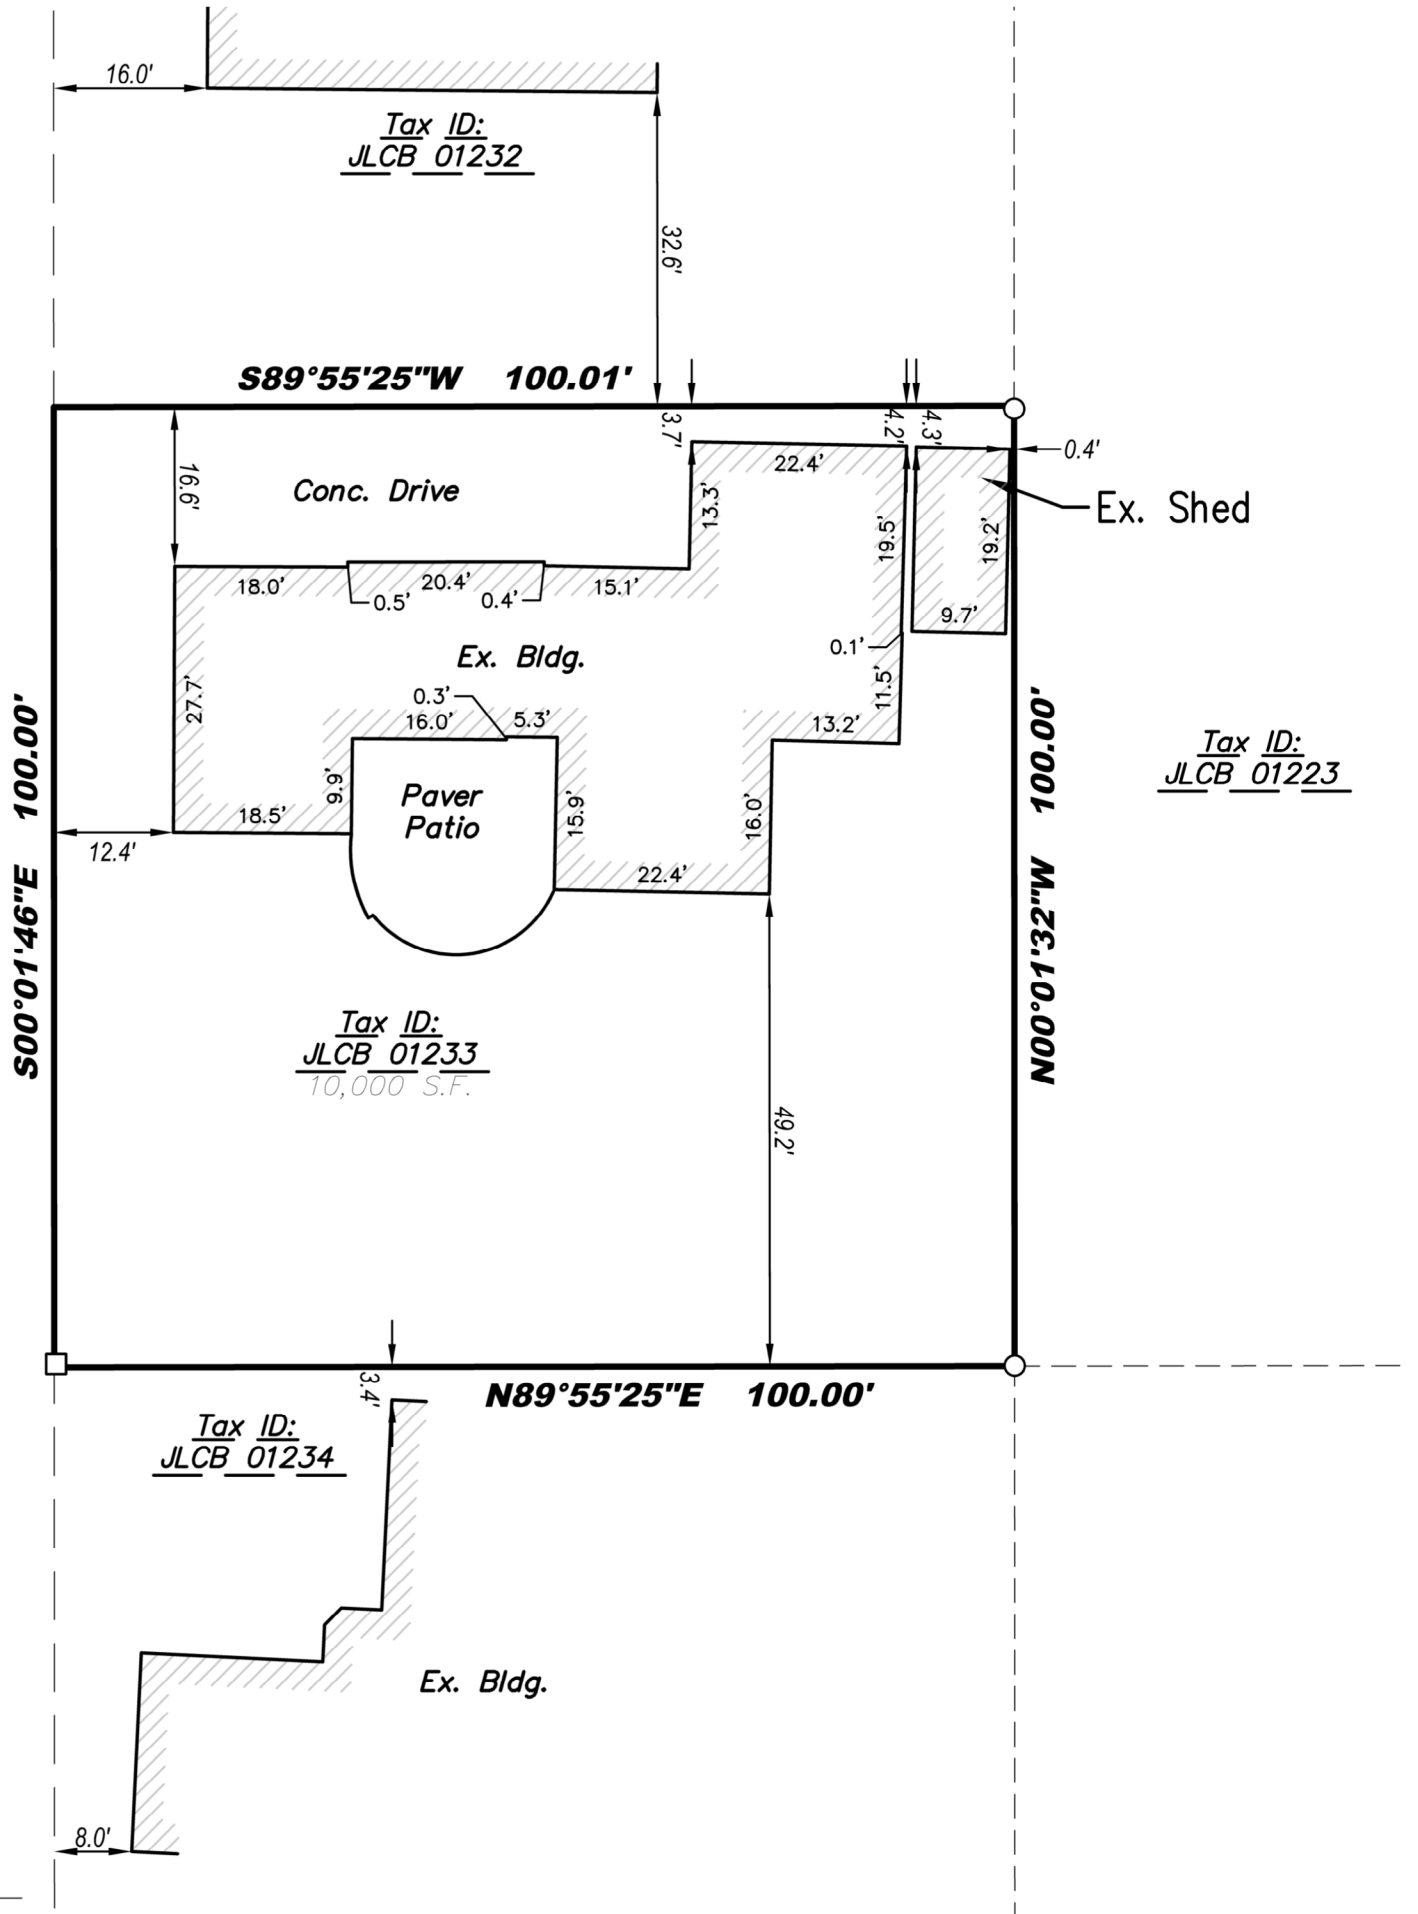 16.0'
Tax ID:
JLCB 01232
32.6'
S89°55'25"W 100.01'
3.7'
4.2'
4.3'
0.4'
16.6'
Conc. Drive
22.4'
13.3'
19.5'
19.2'
Ex. Shed
18.0'
0.5'
20.4'
0.4'
15.1'
9.7'
0.1'
Ex. Bldg.
27.7'
0.3'
16.0'
5.3'
11.5'
13.2'
S00°01'46"E 100.00'
N00°01'32"W 100.00'
Tax ID:
JLCB 01223
9.9'
Paver
Patio
15.9'
16.0'
18.5'
12.4'
22.4'
Tax ID:
JLCB 01233
10,000 S.F.
49.2'
3.4'
N89°55'25"E 100.00'
Tax ID:
JLCB 01234
Ex. Bldg.
8.0'